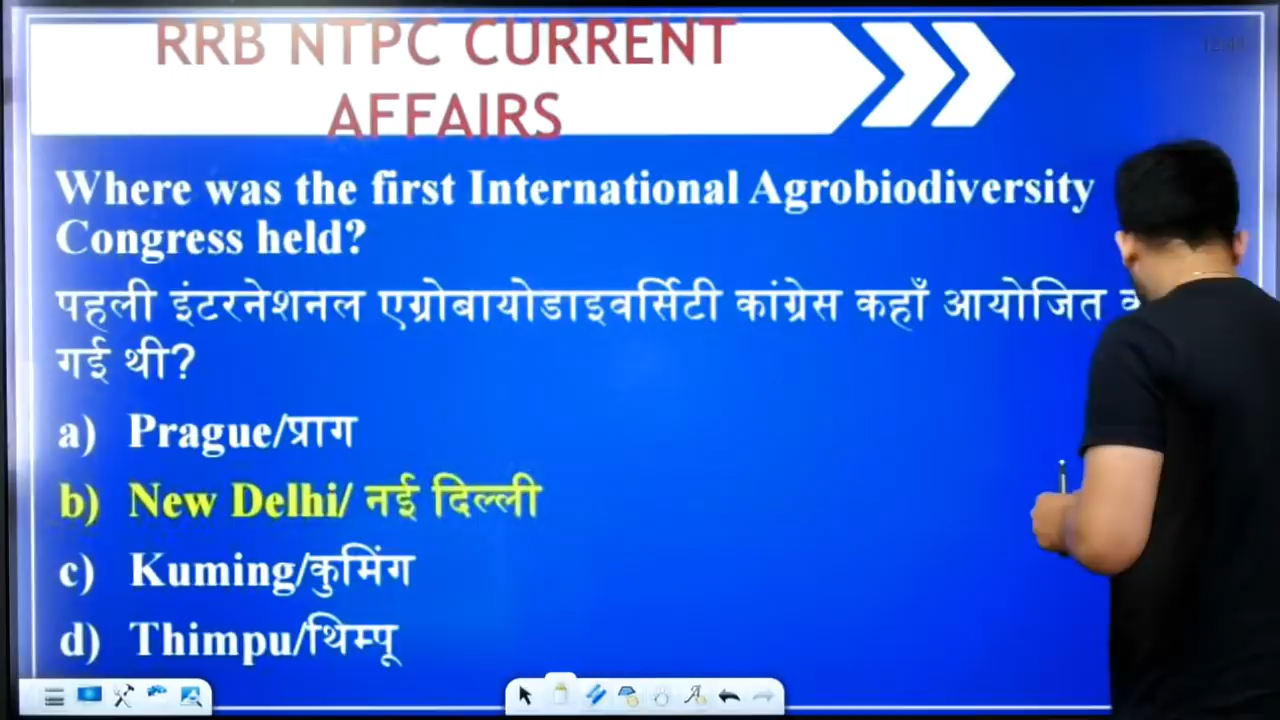 RRB NTPC CURRENT
AFFAIRS
Where was the first International Agrobiodiversity
Congress held?
पहली इंटरनेशनल एग्रोबायोडाइवर्सिटी कांग्रेस कहाँ आयोजित
गई थी?
a) Prague/प्राग
b) New Delhi/ नई दिल्ली
c) Kuming/कुमिंग
d) Thimpu/थिम्पू